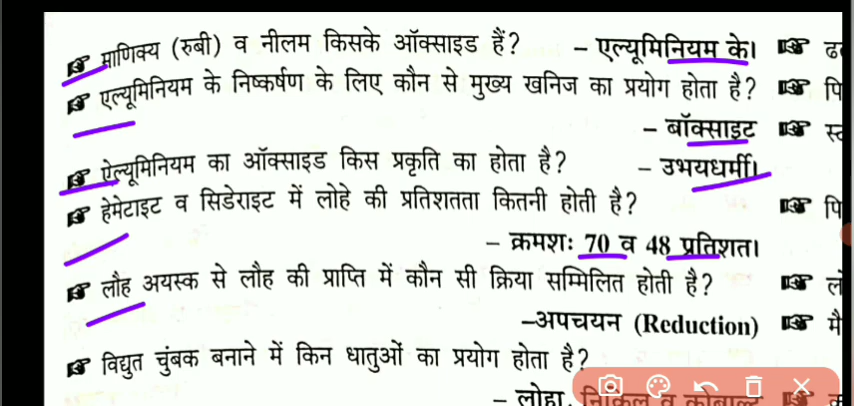 माणिक्य (रुबी) व नीलम किसके ऑक्साइड हैं? – एल्यूमिनियम के।
एल्यूमिनियम के निष्कर्षण के लिए कौन से मुख्य खनिज का प्रयोग होता है? पि
– बॉक्साइट
ऐल्यूमिनियम का ऑक्साइड किस प्रकृति का होता है? – उभयधर्मी।
हेमेटाइट व सिडेराइट में लोहे की प्रतिशतता कितनी होती है? पि
– क्रमशः 70 व 48 प्रतिशत।
लौह अयस्क से लौह की प्राप्ति में कौन सी क्रिया सम्मिलित होती है?
–अपचयन (Reduction) मै
विद्युत चुंबक बनाने में किन धातुओं का प्रयोग होता है?
– लोहा, निकिल व कोबाल्ट